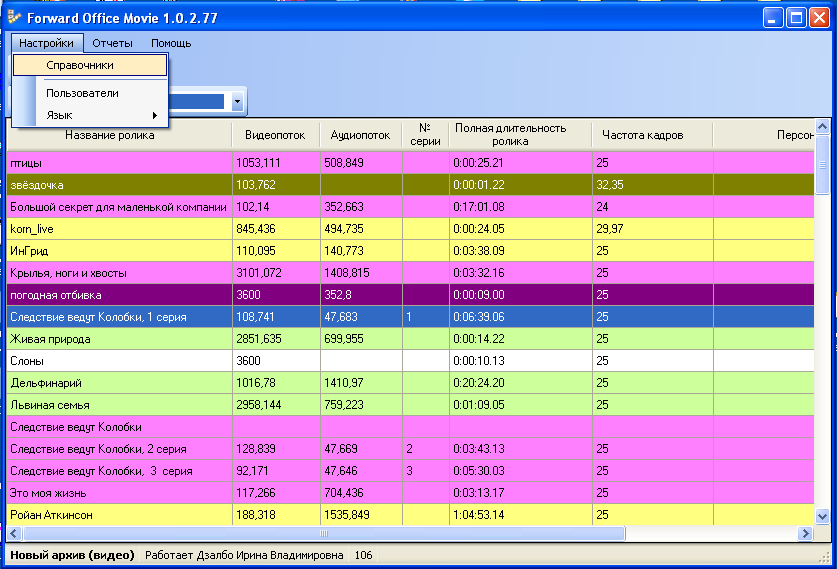 Forward Office Movie 1.0.2.77
Настройки Отчеты Помощь
Справочники
Пользователи
Язык
Название ролика Видеопоток Аудиопоток № серии Полная длительность ролика Частота кадров Персон
птицы 1053,111 508,849 0:00:25.21 25
звёздочка 103,762 0:00:01.22 32,35
Большой секрет для маленькой компании 102,14 352,663 0:17:01.08 24
korn_live 845,436 494,735 0:00:24.05 29,97
ИнГрид 110,095 140,773 0:03:38.09 25
Крылья, ноги и хвосты 3101,072 1408,815 0:03:32.16 25
погодная отбивка 3600 352,8 0:00:09.00 25
Следствие ведут Колобки, 1 серия 108,741 47,683 1 0:06:39.06 25
Живая природа 2851,635 699,955 0:00:14.22 25
Слоны 3600 0:00:10.13 25
Дельфинарий 1016,78 1410,97 0:20:24.20 25
Львиная семья 2958,144 759,223 0:01:09.05 25
Следствие ведут Колобки
Следствие ведут Колобки, 2 серия 128,839 47,669 2 0:03:43.13 25
Следствие ведут Колобки, 3 серия 92,171 47,646 3 0:05:30.03 25
Это моя жизнь 117,266 704,436 0:03:13.17 25
Ройан Аткинсон 188,318 1535,849 1:04:53.14 25
Новый архив (видео) Работает Дзалбо Ирина Владимировна 106